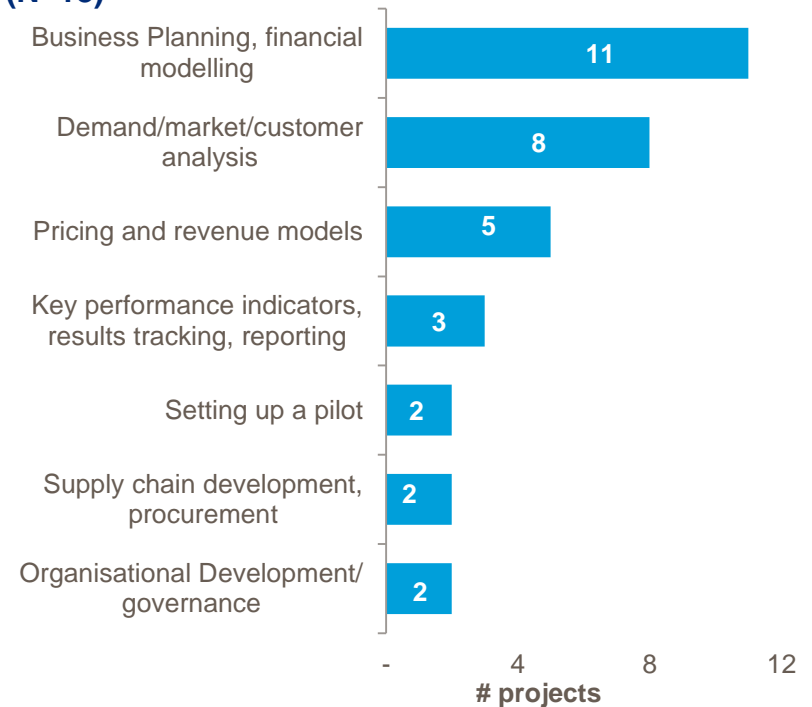 Business Planning, financial
modelling
11
Demand/market/customer
analysis
8
Pricing and revenue models
5
Key performance indicators,
results tracking, reporting
3
Setting up a pilot
2
Supply chain development,
procurement
2
Organisational Development/
governance
2
- 4 8 12
# projects